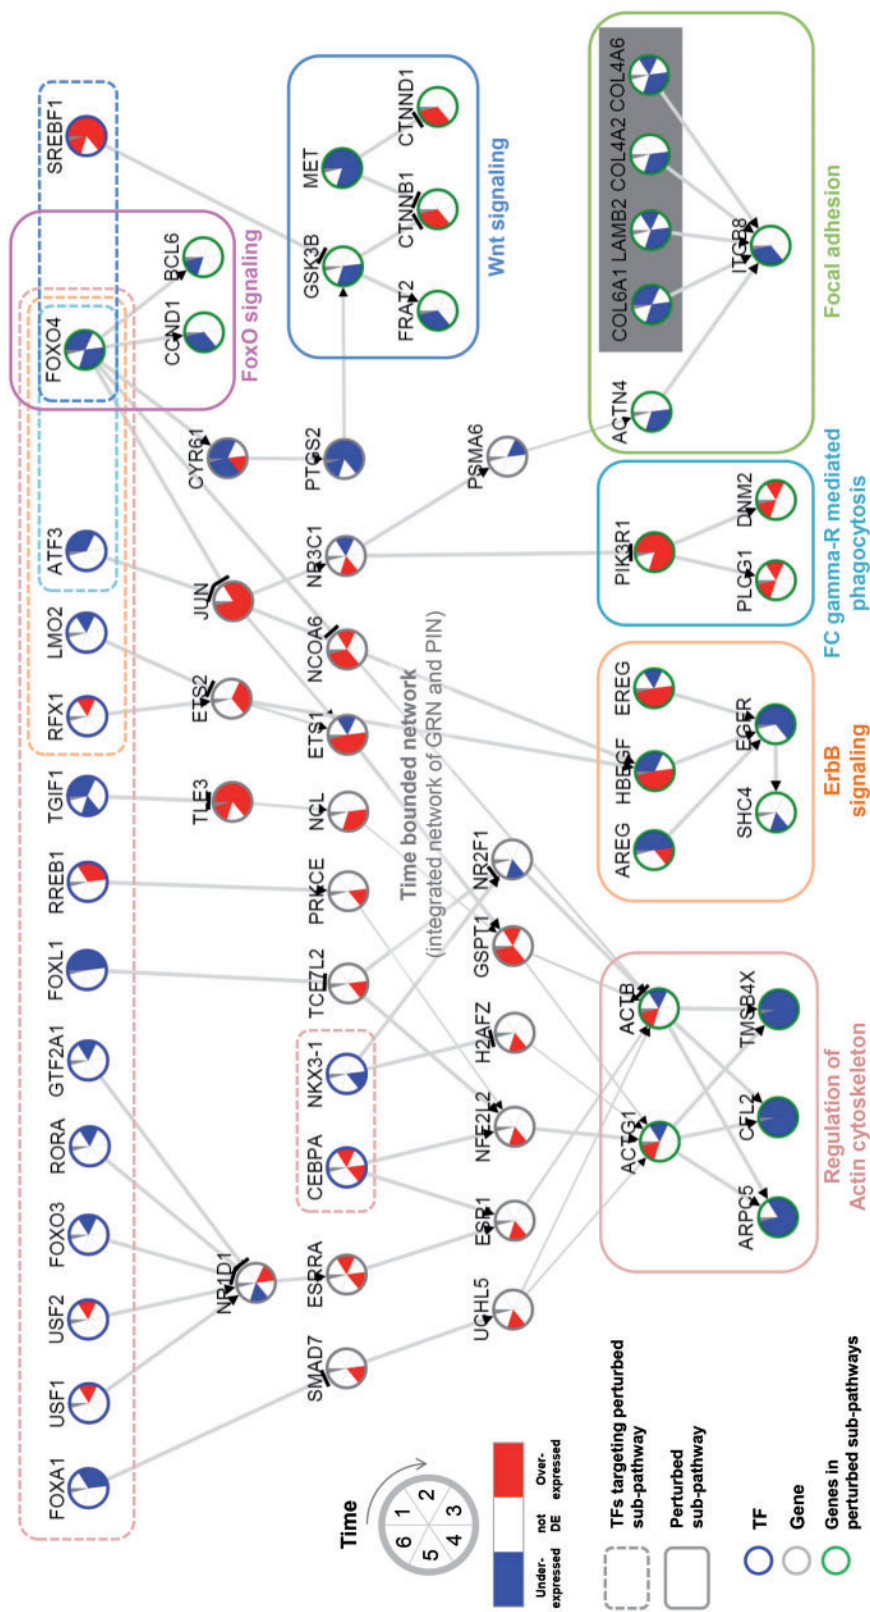 FOXA1
USF1
USF2
FOXO3
RORA
GTF2A1
FOXL1
RREB1
TGIF1
RFX1
LMO2
ATF3
FOXO4
SREBF1
CCND1
BCL6
FoxO signaling
NR1D1
TLE3
ETS2
JUN
CYR61
SMAD7
ESRRA
CEBPA
NKX3-1
TCF7L2
PRKCE
NCL
ETS1
NCOA6
NR3C1
PTGS2
GSK3B
MET
FRAT2
CTNNB1
CTNND1
Wnt signaling
Time bounded network
(integrated network of GRN and PIN)
UCHL5
ESR1
NFE2L2
H2AFZ
GSPT1
NR2F1
PSMA6
ACTG1
ACTB
ARPC5
CFL2
TMSB4X
Regulation of
Actin cytoskeleton
AREG
HBEGF
EREG
SHC4
EGFR
ErbB
signaling
PIK3R1
PLCG1
DNM2
FC gamma-R mediated
phagocytosis
ACTN4
COL6A1
LAMB2
COL4A2
COL4A6
ITGB8
Focal adhesion
Time
1
2
3
4
5
6
Under-
expressed
not
DE
Over-
expressed
TFs targeting perturbed
sub-pathway
Perturbed
sub-pathway
TF
Gene
Genes in
perturbed sub-pathways